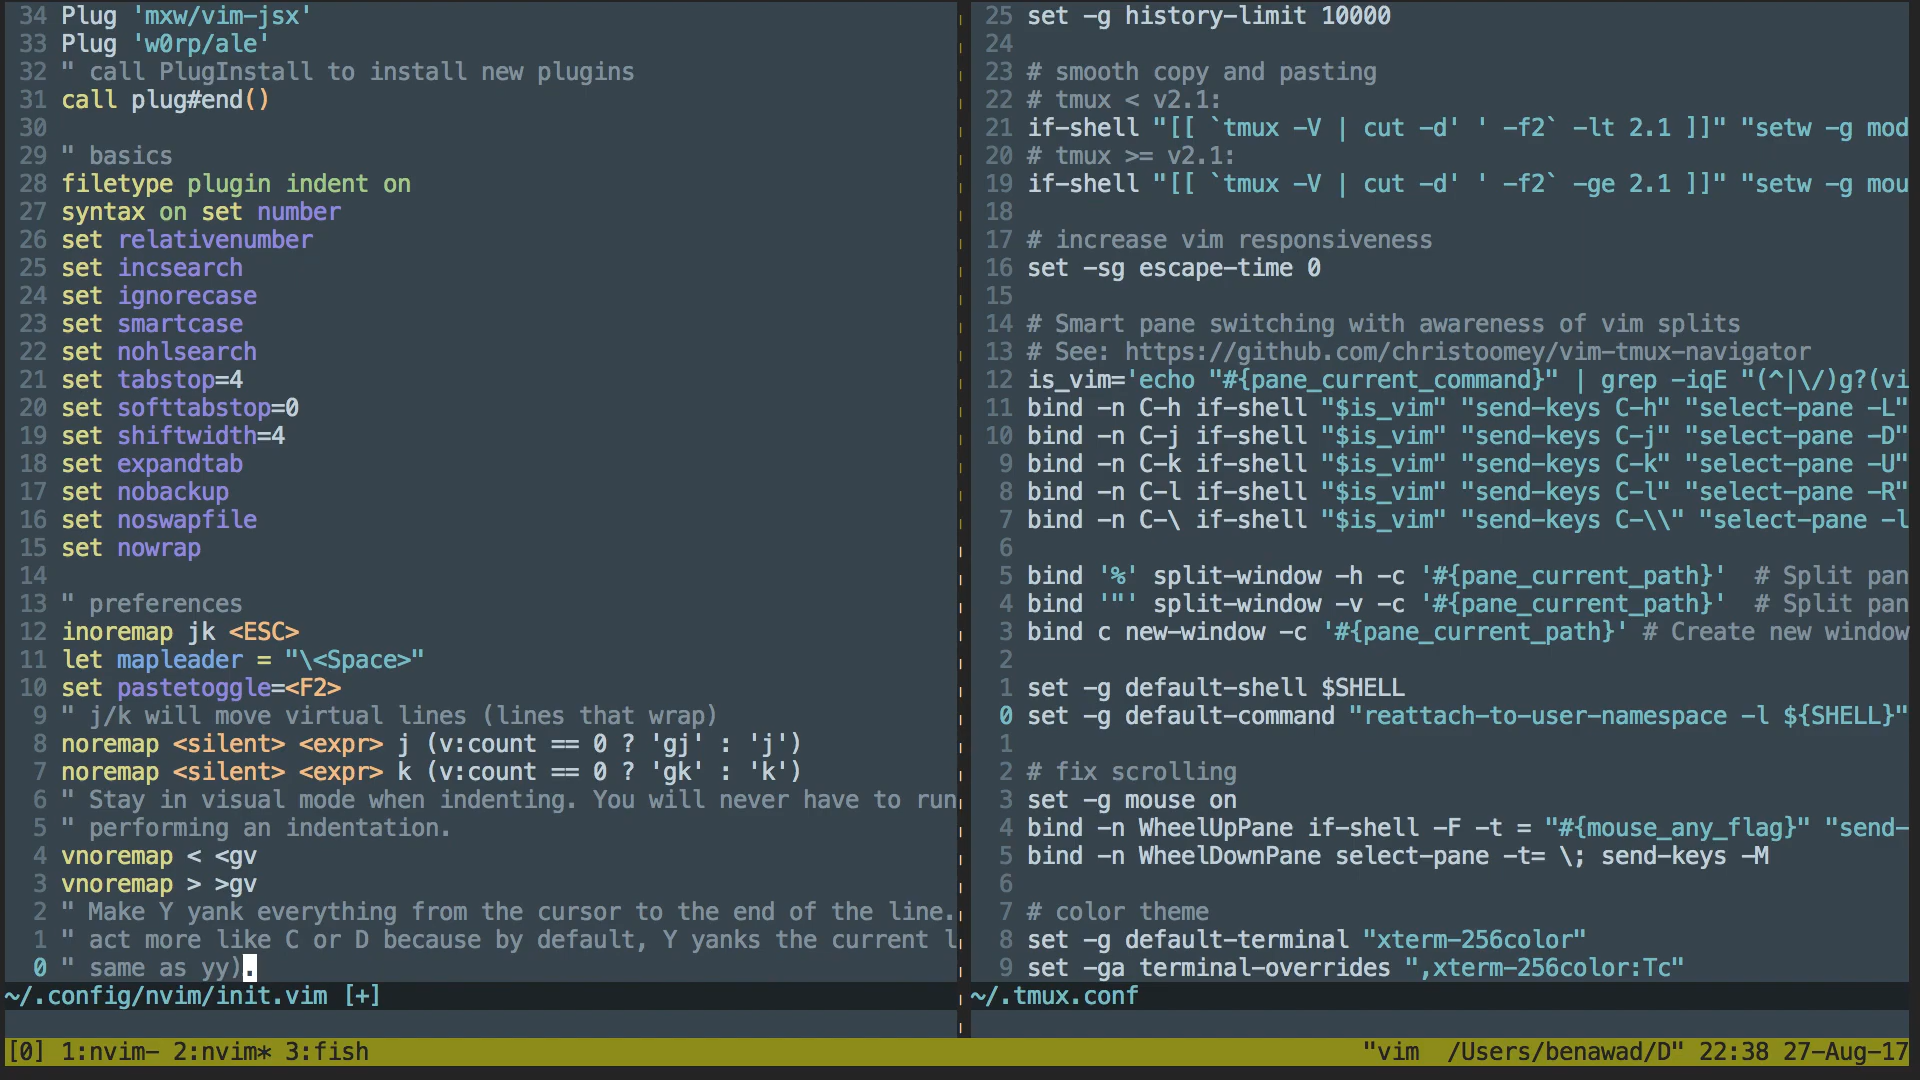 34 Plug 'mxw/vim-jsx'
33 Plug 'w0rp/ale'
32 " call PlugInstall to install new plugins
31 call plug#end()
30
29 " basics
28 filetype plugin indent on
27 syntax on set number
26 set relativenumber
25 set incsearch
24 set ignorecase
23 set smartcase
22 set nohlsearch
21 set tabstop=4
20 set softtabstop=0
19 set shiftwidth=4
18 set expandtab
17 set nobackup
16 set noswapfile
15 set nowrap
14
13 " preferences
12 inoremap jk <ESC>
11 let mapleader = "\<Space>"
10 set pastetoggle=<F2>
9 " j/k will move virtual lines (lines that wrap)
8 noremap <silent> <expr> j (v:count == 0 ? 'gj' : 'j')
7 noremap <silent> <expr> k (v:count == 0 ? 'gk' : 'k')
6 " Stay in visual mode when indenting. You will never have to run
5 " performing an indentation.
4 vnoremap < <gv
3 vnoremap > >gv
2 " Make Y yank everything from the cursor to the end of the line.
1 " act more like C or D because by default, Y yanks the current l
0 " same as yy).
~/.config/nvim/init.vim [+]
25 set -g history-limit 10000
24
23 # smooth copy and pasting
22 # tmux < v2.1:
21 if-shell "[[ `tmux -V | cut -d' ' -f2` -lt 2.1 ]]" "setw -g mod
20 # tmux >= v2.1:
19 if-shell "[[ `tmux -V | cut -d' ' -f2` -ge 2.1 ]]" "setw -g mou
18
17 # increase vim responsiveness
16 set -sg escape-time 0
15
14 # Smart pane switching with awareness of vim splits
13 # See: https://github.com/christoomey/vim-tmux-navigator
12 is_vim='echo "#{pane_current_command}" | grep -iqE "(^|\/)g?(vi
11 bind -n C-h if-shell "$is_vim" "send-keys C-h" "select-pane -L"
10 bind -n C-j if-shell "$is_vim" "send-keys C-j" "select-pane -D"
9 bind -n C-k if-shell "$is_vim" "send-keys C-k" "select-pane -U"
8 bind -n C-l if-shell "$is_vim" "send-keys C-l" "select-pane -R"
7 bind -n C-\ if-shell "$is_vim" "send-keys C-\\" "select-pane -l
6
5 bind '%' split-window -h -c '#{pane_current_path}'  # Split pan
4 bind '"' split-window -v -c '#{pane_current_path}'  # Split pan
3 bind c new-window -c '#{pane_current_path}' # Create new window
2
1 set -g default-shell $SHELL
0 set -g default-command "reattach-to-user-namespace -l ${SHELL}"
1
2 # fix scrolling
3 set -g mouse on
4 bind -n WheelUpPane if-shell -F -t = "#{mouse_any_flag}" "send-
5 bind -n WheelDownPane select-pane -t= \; send-keys -M
6
7 # color theme
8 set -g default-terminal "xterm-256color"
9 set -ga terminal-overrides ",xterm-256color:Tc"
~/.tmux.conf
[0] 1:nvim- 2:nvim* 3:fish "vim  /Users/benawad/D" 22:38 27-Aug-17